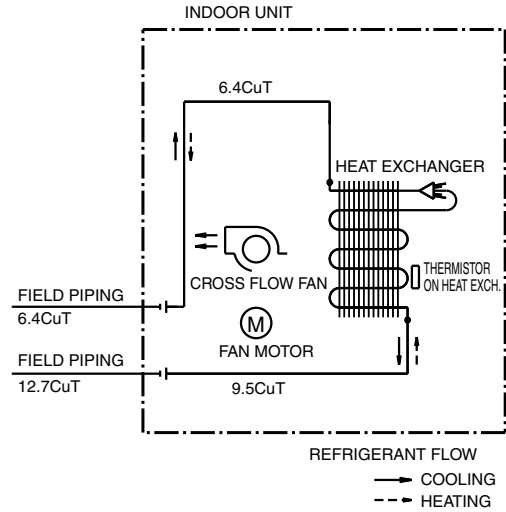 INDOOR UNIT
6.4CuT
HEAT EXCHANGER
THERMISTOR
ON HEAT EXCH.
CROSS FLOW FAN
FIELD PIPING
6.4CuT
M
FAN MOTOR
FIELD PIPING
12.7CuT
9.5CuT
REFRIGERANT FLOW
COOLING
HEATING